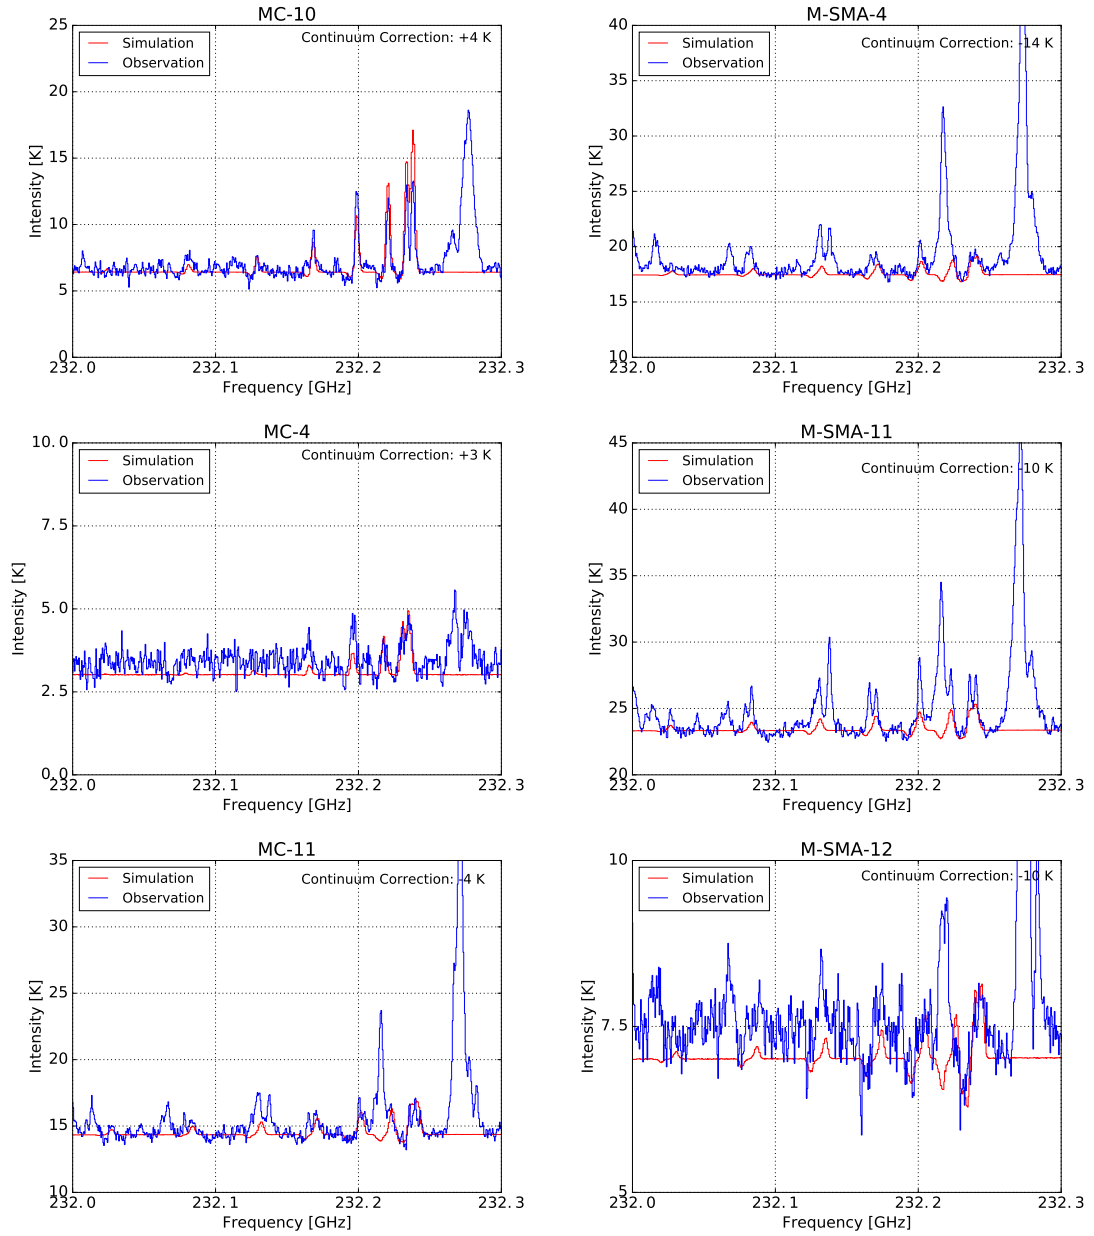 MC-10
25
20
15
10
5
0
Intensity [K]
Simulation
Observation
Continuum Correction: +4 K
232.0
232.1
232.2
232.3
Frequency [GHz]
M-SMA-4
40
35
30
25
20
15
10
Intensity [K]
Simulation
Observation
Continuum Correction: -14 K
232.0
232.1
232.2
232.3
Frequency [GHz]
MC-4
10.0
7.5
5.0
2.5
0.0
Intensity [K]
Simulation
Observation
Continuum Correction: +3 K
232.0
232.1
232.2
232.3
Frequency [GHz]
M-SMA-11
45
40
35
30
25
20
Intensity [K]
Simulation
Observation
Continuum Correction: -10 K
232.0
232.1
232.2
232.3
Frequency [GHz]
MC-11
35
30
25
20
15
10
Intensity [K]
Simulation
Observation
Continuum Correction: -4 K
232.0
232.1
232.2
232.3
Frequency [GHz]
M-SMA-12
10
7.5
5
Intensity [K]
Simulation
Observation
Continuum Correction: -10 K
232.0
232.1
232.2
232.3
Frequency [GHz]